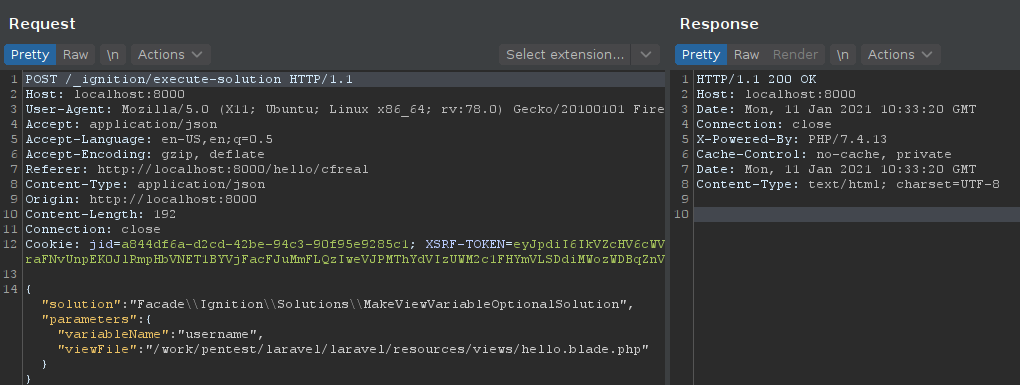 Request
Pretty Raw \n Actions Select extension...
1 POST /_ignition/execute-solution HTTP/1.1
2 Host: localhost:8000
3 User-Agent: Mozilla/5.0 (X11; Ubuntu; Linux x86_64; rv:78.0) Gecko/20100101 Fire
4 Accept: application/json
5 Accept-Language: en-US,en;q=0.5
6 Accept-Encoding: gzip, deflate
7 Referer: http://localhost:8000/hello/cfreal
8 Content-Type: application/json
9 Origin: http://localhost:8000
10 Content-Length: 192
11 Connection: close
12 Cookie: jid=a844df6a-d2cd-42be-94c3-90f95e9285c1; XSRF-TOKEN=
13
14 {
"solution":"Facade\\Ignition\\Solutions\\MakeViewVariableOptionalSolution",
"parameters":{
"variableName":"username",
"viewFile":"/work/pentest/laravel/laravel/resources/views/hello.blade.php"
}
}
Response
Pretty Raw Render \n Actions
1 HTTP/1.1 200 OK
2 Host: localhost:8000
3 Date: Mon, 11 Jan 2021 10:33:20 GMT
4 Connection: close
5 X-Powered-By: PHP/7.4.13
6 Cache-Control: no-cache, private
7 Date: Mon, 11 Jan 2021 10:33:20 GMT
8 Content-Type: text/html; charset=UTF-8
9
10